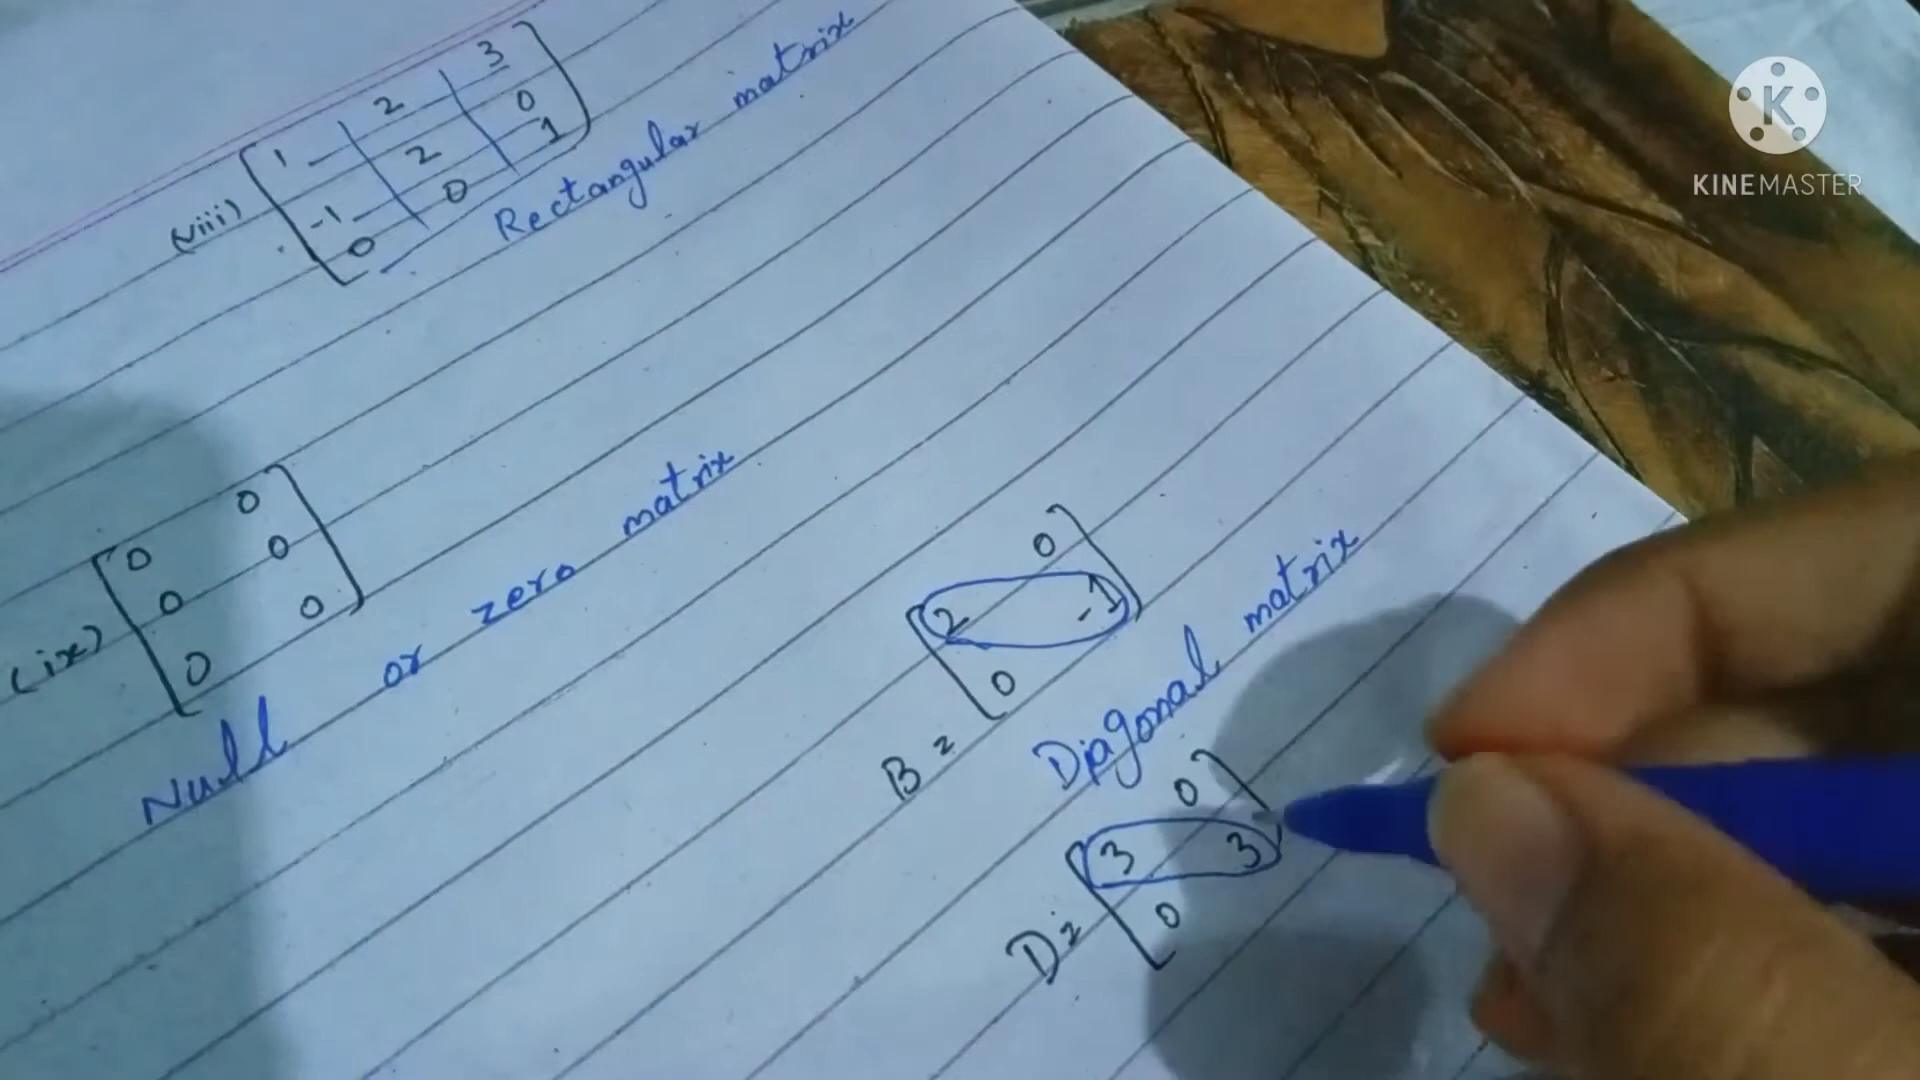 (viii) [1 2 3
-1 2 0
0 0 1]
Rectangular matrix
(ix) [0 0
0 0
0 0]
Null or zero matrix
B = [2 0
0 -1]
Diagonal matrix
D = [3 0
0 3]
KINEMASTER